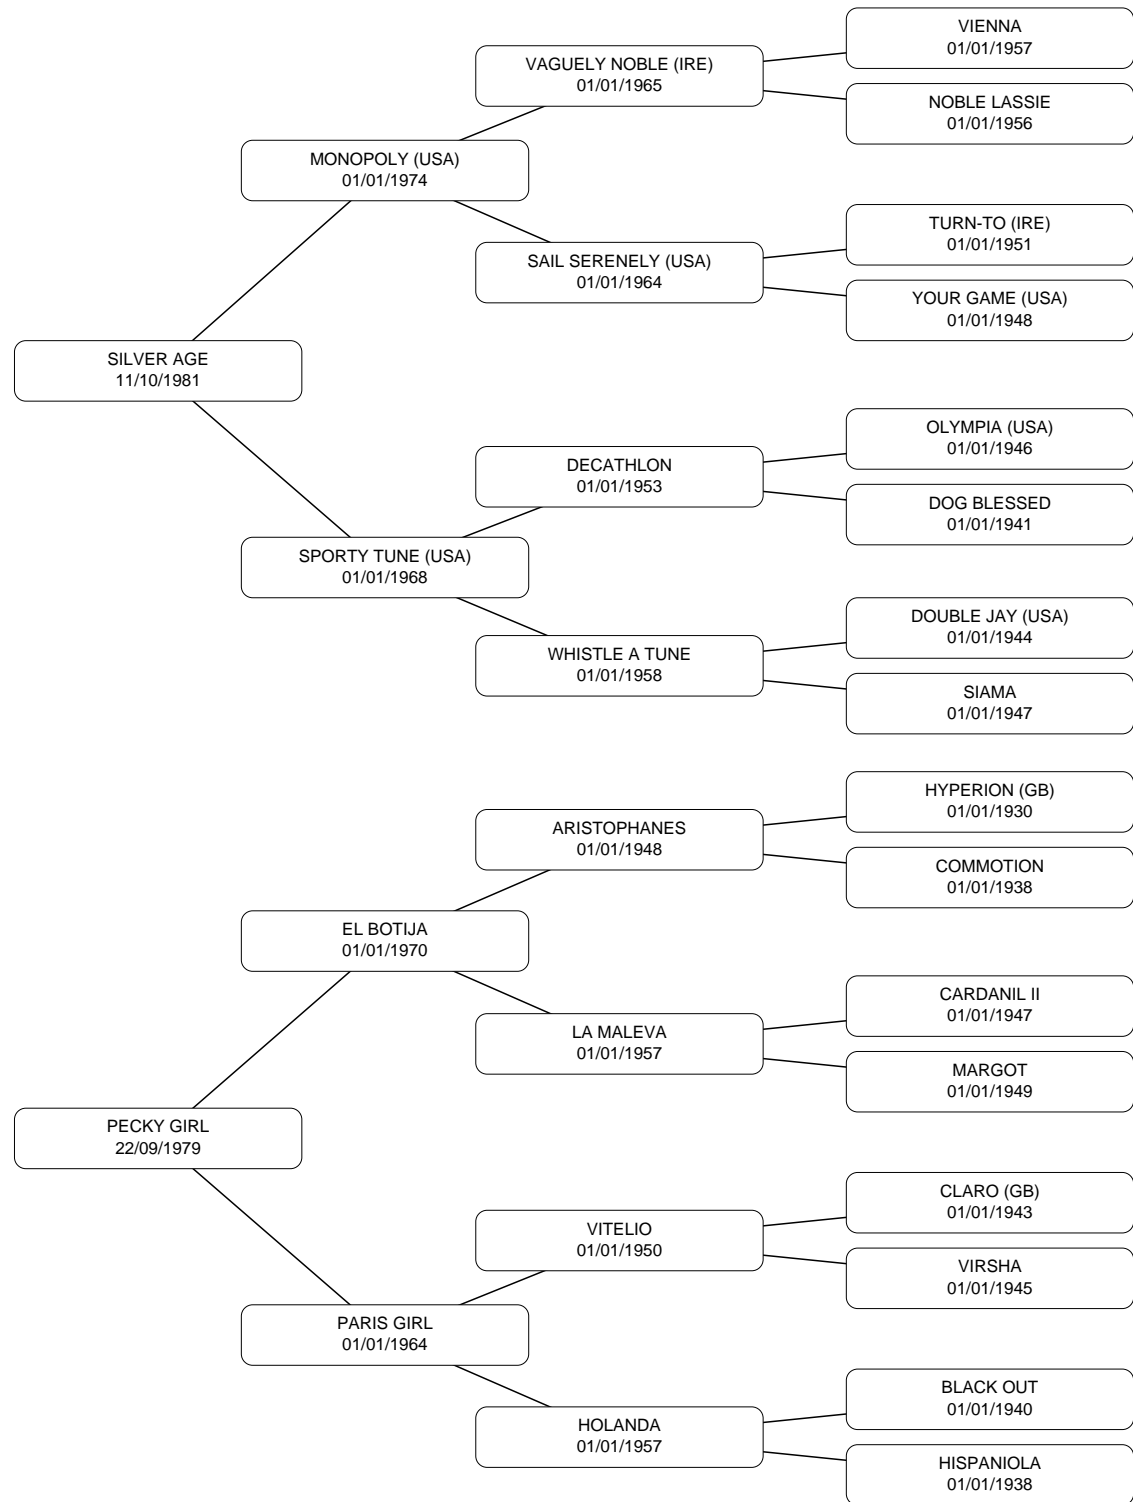 VIENNA
01/01/1957
VAGUELY NOBLE (IRE)
01/01/1965
NOBLE LASSIE
01/01/1956
MONOPOLY (USA)
01/01/1974
TURN-TO (IRE)
01/01/1951
SAIL SERENELY (USA)
01/01/1964
YOUR GAME (USA)
01/01/1948
SILVER AGE
11/10/1981
OLYMPIA (USA)
01/01/1946
DECATHLON
01/01/1953
DOG BLESSED
01/01/1941
SPORTY TUNE (USA)
01/01/1968
DOUBLE JAY (USA)
01/01/1944
WHISTLE A TUNE
01/01/1958
SIAMA
01/01/1947
HYPERION (GB)
01/01/1930
ARISTOPHANES
01/01/1948
COMMOTION
01/01/1938
EL BOTIJA
01/01/1970
CARDANIL II
01/01/1947
LA MALEVA
01/01/1957
MARGOT
01/01/1949
PECKY GIRL
22/09/1979
CLARO (GB)
01/01/1943
VITELIO
01/01/1950
VIRSHA
01/01/1945
PARIS GIRL
01/01/1964
BLACK OUT
01/01/1940
HOLANDA
01/01/1957
HISPANIOLA
01/01/1938